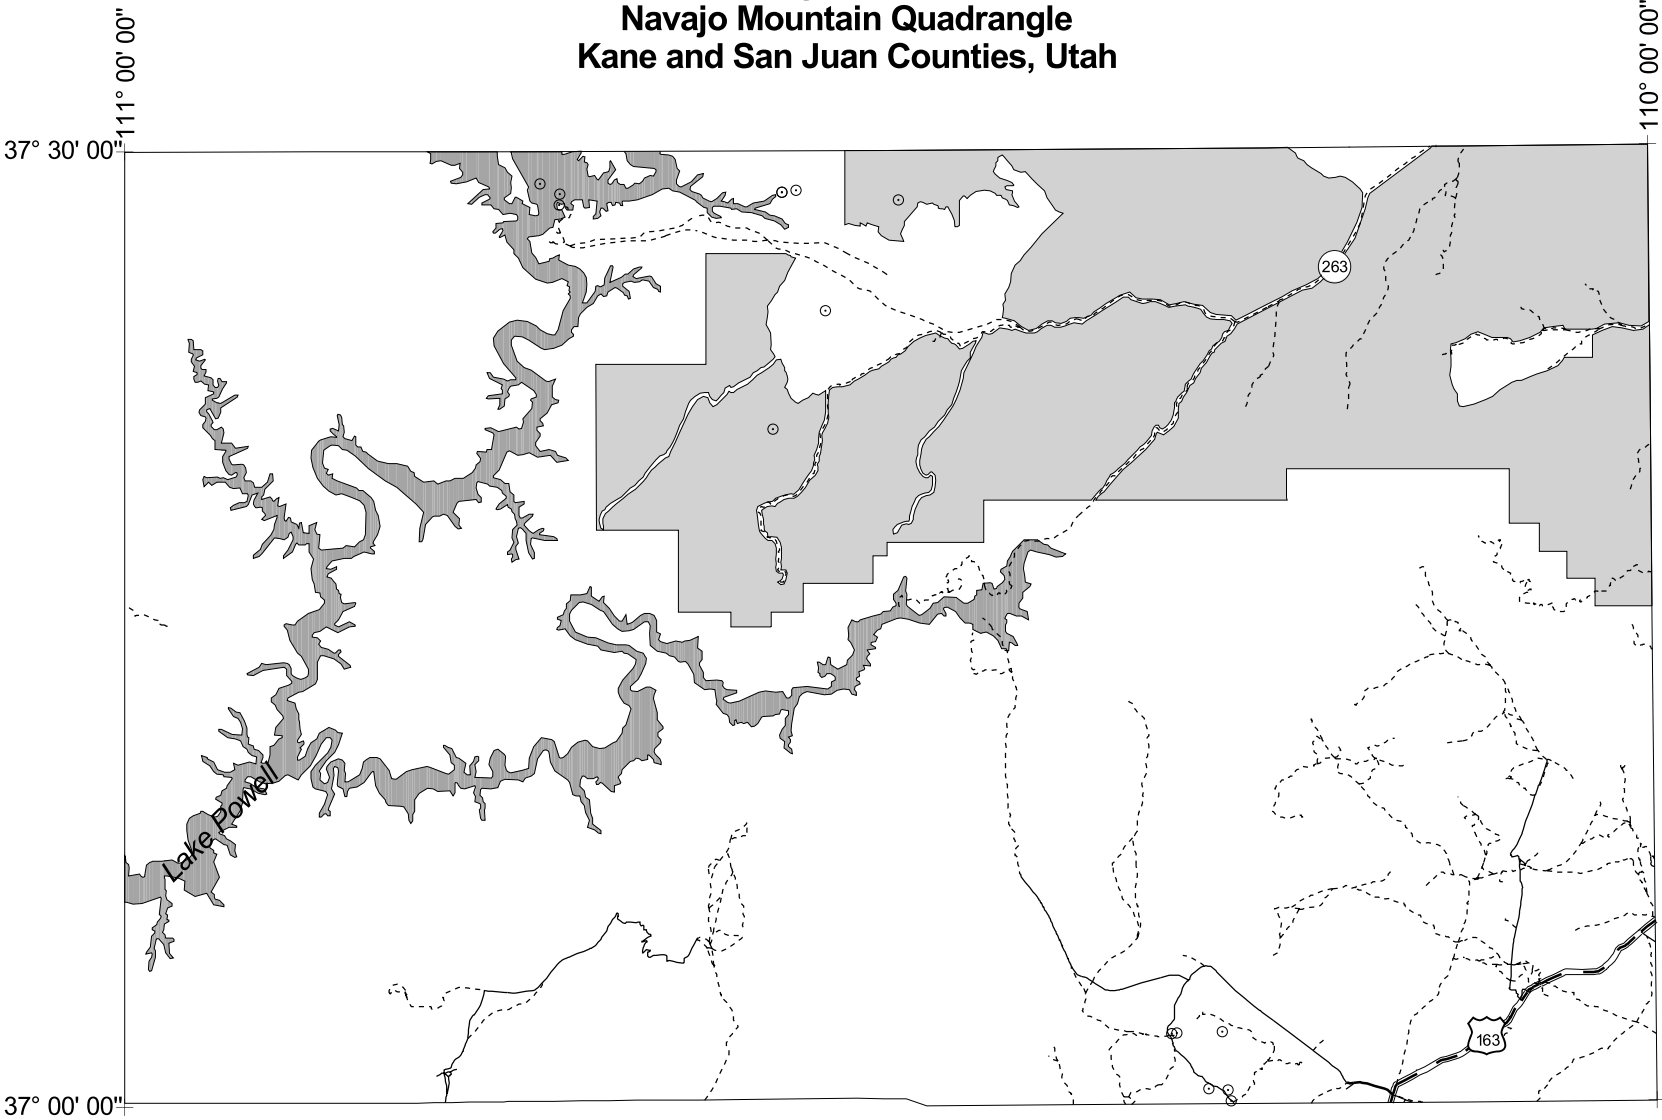 Navajo Mountain Quadrangle
Kane and San Juan Counties, Utah
111° 00' 00"
110° 00' 00"
37° 30' 00"
263
Lake Powell
163
37° 00' 00"